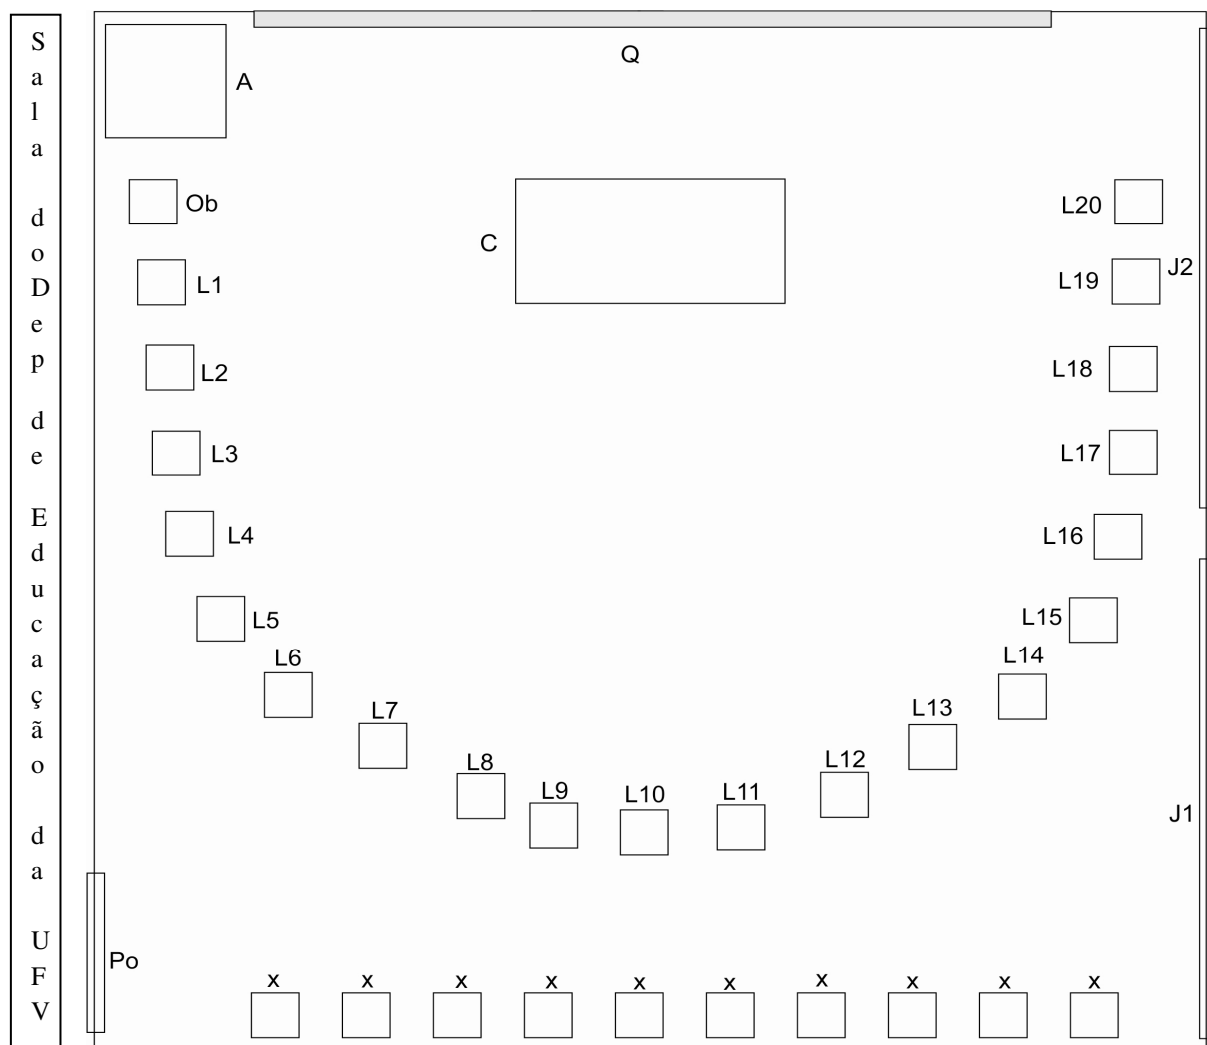 Sala do Dep de Educação da UFV
Q
A
Ob
L20
C
J2
L1
L19
L2
L18
L3
L17
L4
L16
L5
L15
L6
L14
L7
L13
L8
L12
L9
L10
L11
J1
Po
x x x x x x x x x x